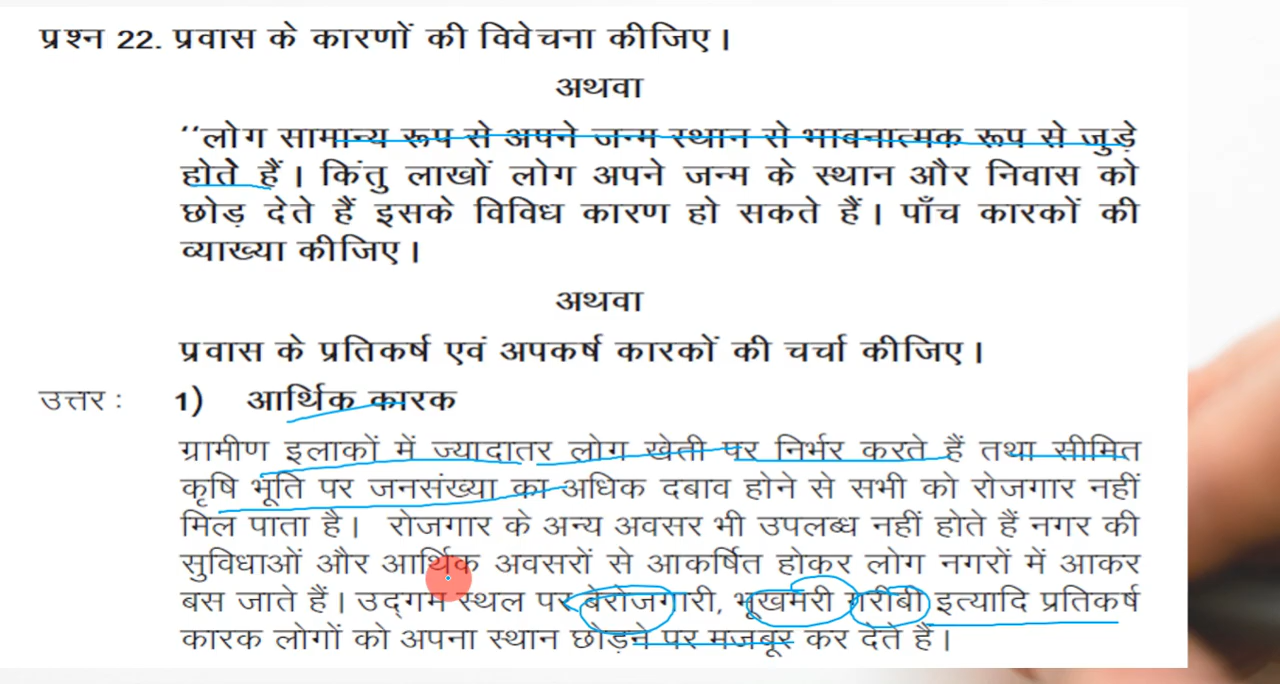 प्रश्न 22. प्रवास के कारणों की विवेचना कीजिए।
अथवा
‘‘लोग सामान्य रूप से अपने जन्म स्थान से भावनात्मक रूप से जुड़े
होते हैं। किंतु लाखों लोग अपने जन्म के स्थान और निवास को
छोड़ देते हैं इसके विविध कारण हो सकते हैं। पाँच कारकों की
व्याख्या कीजिए।
अथवा
प्रवास के प्रतिकर्ष एवं अपकर्ष कारकों की चर्चा कीजिए।
उत्तर : 1) आर्थिक कारक
ग्रामीण इलाकों में ज्यादातर लोग खेती पर निर्भर करते हैं तथा सीमित
कृषि भूति पर जनसंख्या का अधिक दबाव होने से सभी को रोजगार नहीं
मिल पाता है। रोजगार के अन्य अवसर भी उपलब्ध नहीं होते हैं नगर की
सुविधाओं और आर्थिक अवसरों से आकर्षित होकर लोग नगरों में आकर
बस जाते हैं। उद्गम स्थल पर बेरोजगारी, भूखमरी गरीबी इत्यादि प्रतिकर्ष
कारक लोगों को अपना स्थान छोड़ने पर मजबूर कर देते हैं।